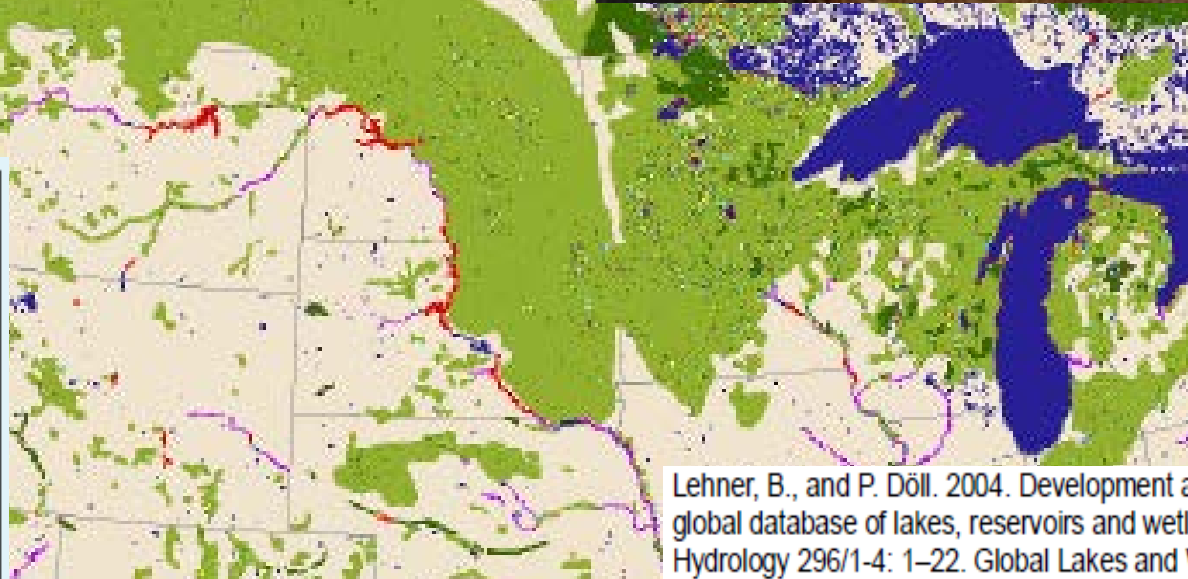 Lehner, B., and P. Döll. 2004. Development a
global database of lakes, reservoirs and wetl
Hydrology 296/1-4: 1–22. Global Lakes and